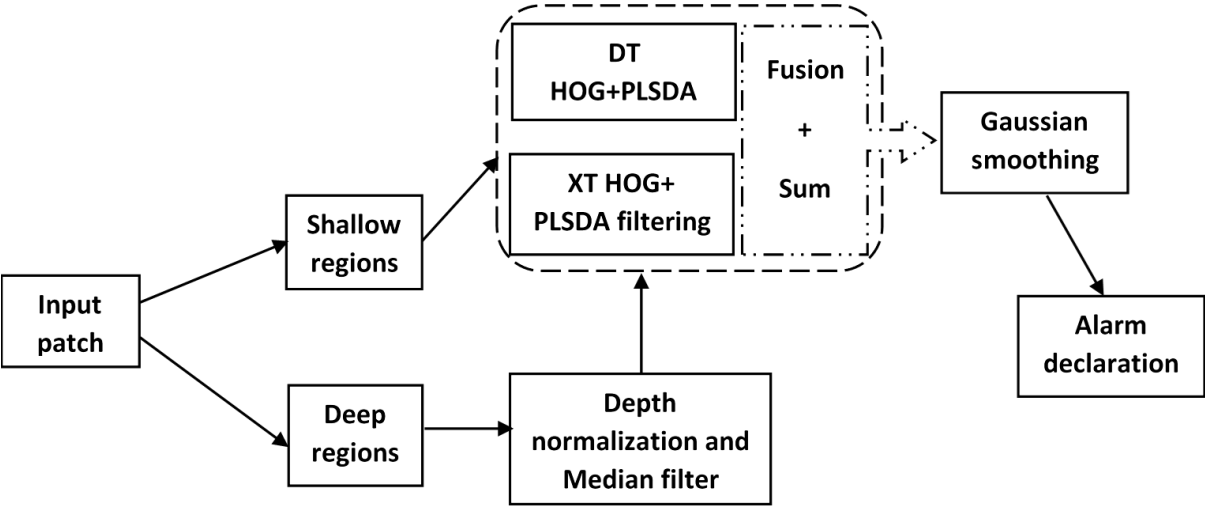 Input
patch
Shallow
regions
Deep
regions
Depth
normalization and
Median filter
DT
HOG+PLSDA
XT HOG+
PLSDA filtering
Fusion
+
Sum
Gaussian
smoothing
Alarm
declaration